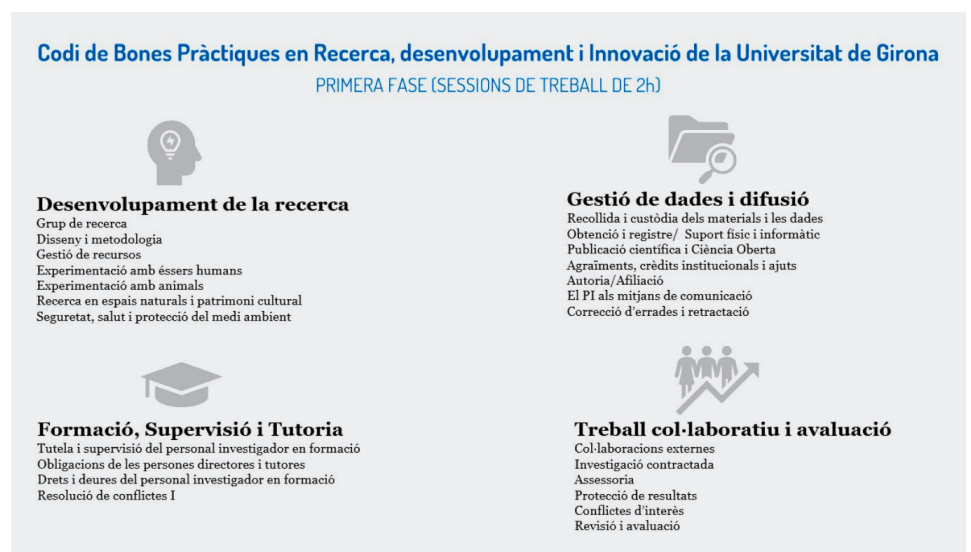 Codi de Bones Pràctiques en Recerca, desenvolupament i Innovació de la Universitat de Girona
PRIMERA FASE (SESSIONS DE TREBALL DE 2h)
Desenvolupament de la recerca
Grup de recerca
Disseny i metodologia
Gestió de recursos
Experimentació amb éssers humans
Experimentació amb animals
Recerca en espais naturals i patrimoni cultural
Seguretat, salut i protecció del medi ambient
Gestió de dades i difusió
Recollida i custòdia dels materials i les dades
Obtenció i registre/ Suport físic i informàtic
Publicació científica i Ciència Oberta
Agraïments, crèdits institucionals i ajuts
Autoria/Afiliació
El PI als mitjans de comunicació
Correcció d'errades i retractació
Formació, Supervisió i Tutoria
Tutela i supervisió del personal investigador en formació
Obligacions de les persones directores i tutores
Drets i deures del personal investigador en formació
Resolució de conflictes I
Treball col·laboratiu i avaluació
Col·laboracions externes
Investigació contractada
Assessoria
Protecció de resultats
Conflictes d'interès
Revisió i avaluació